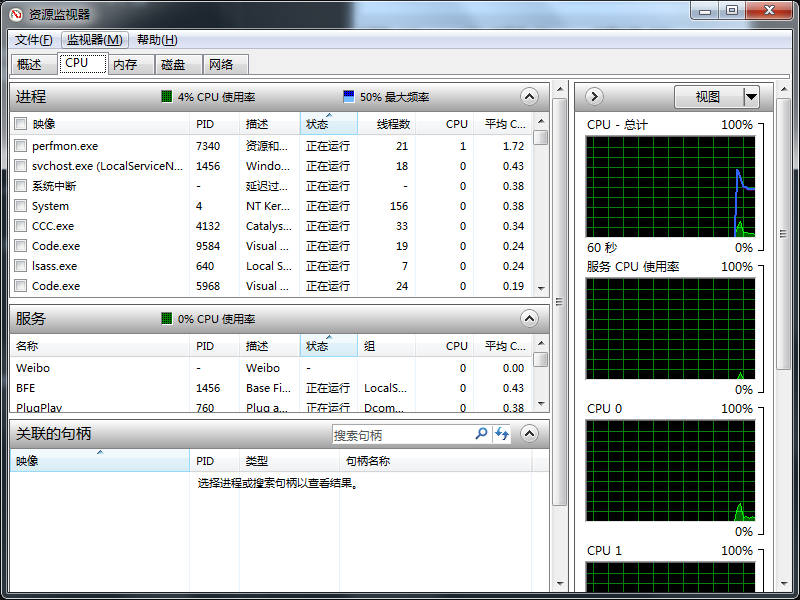 资源监视器
文件(F) 监视器(M) 帮助(H)
概述 CPU 内存 磁盘 网络
进程 4% CPU 使用率 50% 最大频率
映像 PID 描述 状态 线程数 CPU 平均 C...
perfmon.exe 7340 资源和... 正在运行 21 1 1.72
svchost.exe (LocalServiceN... 1456 Windo... 正在运行 18 0 0.43
系统中断 - 延迟过... 正在运行 - 0 0.38
System 4 NT Ker... 正在运行 156 0 0.38
CCC.exe 4132 Catalys... 正在运行 33 0 0.34
Code.exe 9584 Visual ... 正在运行 19 0 0.24
lsass.exe 640 Local S... 正在运行 7 0 0.24
Code.exe 5968 Visual ... 正在运行 24 0 0.19
服务 0% CPU 使用率
名称 PID 描述 状态 组 CPU 平均 C...
Weibo - Weibo - 0 0.00
BFE 1456 Base Fi... 正在运行 LocalS... 0 0.43
PlugPlay 760 Plug a... 正在运行 Dcom... 0 0.38
关联的句柄 搜索句柄
映像 PID 类型 句柄名称
选择进程或搜索句柄以查看结果。
视图
CPU - 总计 100%
60 秒 0%
服务 CPU 使用率 100%
0%
CPU 0 100%
0%
CPU 1 100%